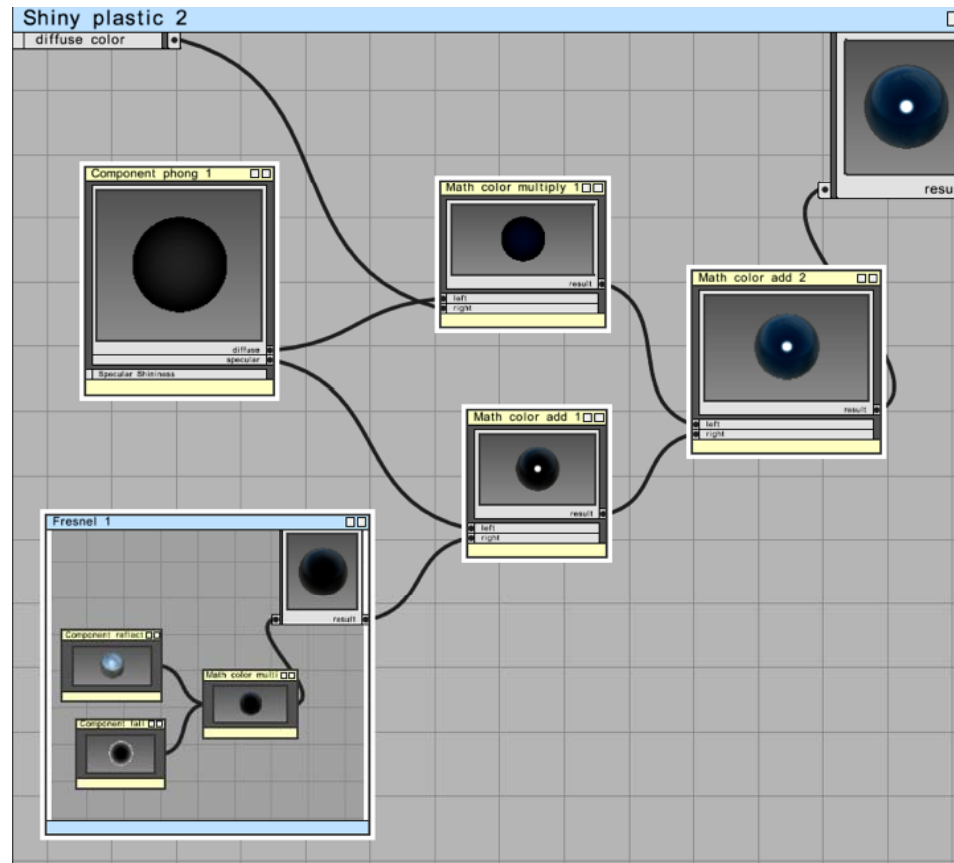 Shiny plastic 2
diffuse color
resu
Component phong 1
diffuse
specular
Specular Shininess
Math color multiply 1
result
left
right
Math color add 2
result
left
right
Math color add 1
result
left
right
Fresnel 1
result
Component reflect
Math color multi
Component fall